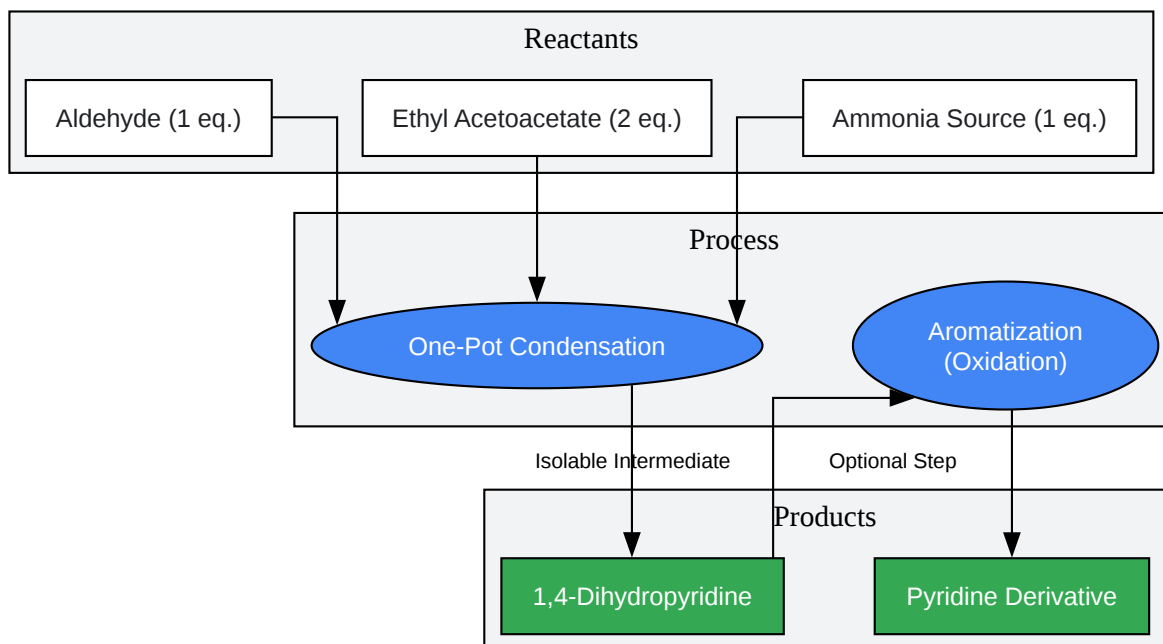 Reactants
Aldehyde (1 eq.)
Ethyl Acetoacetate (2 eq.)
Ammonia Source (1 eq.)
Process
One-Pot Condensation
Aromatization
(Oxidation)
Isolable Intermediate
Optional Step
Products
1,4-Dihydropyridine
Pyridine Derivative